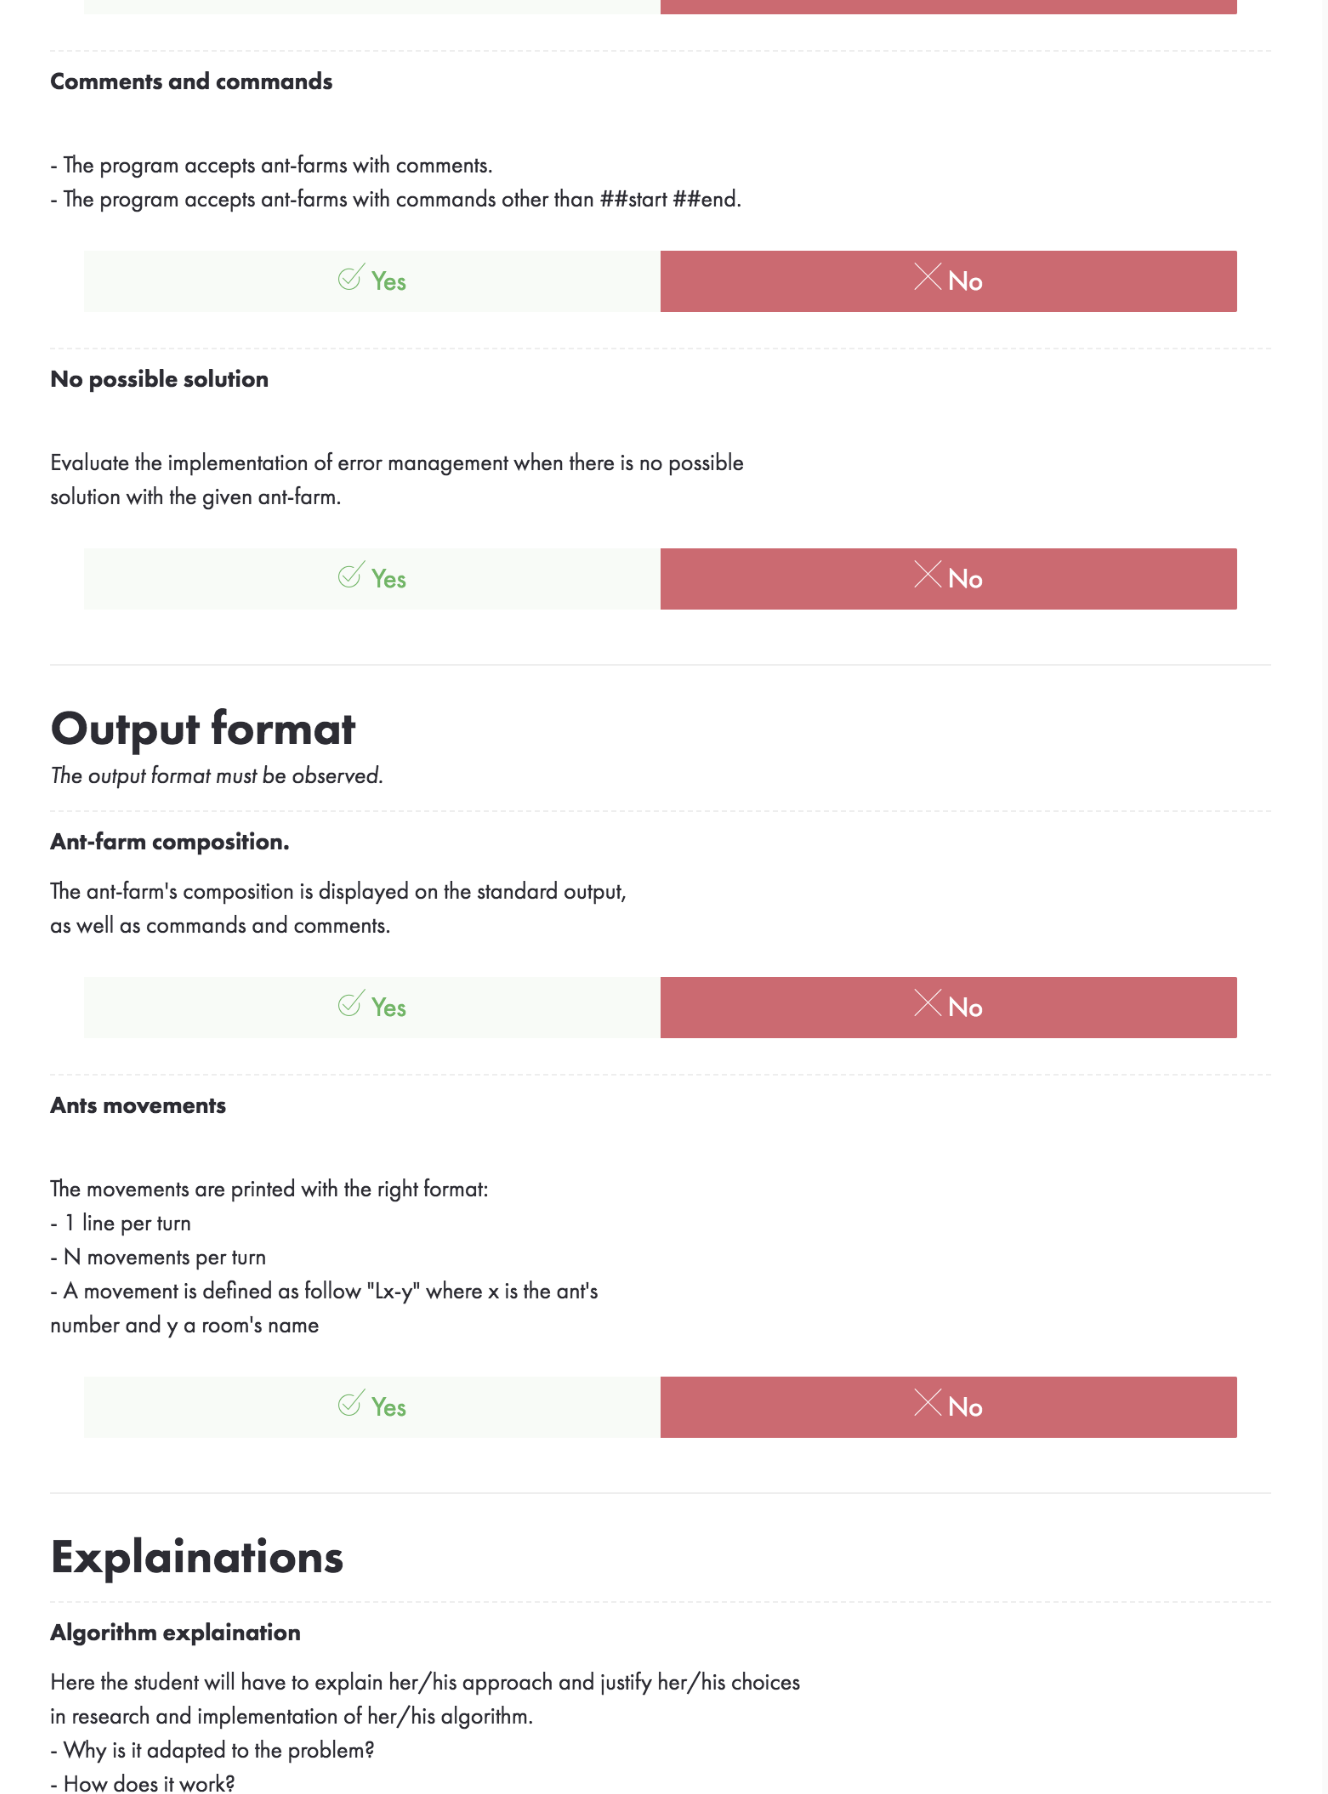 Comments and commands
- The program accepts ant-farms with comments.
- The program accepts ant-farms with commands other than ##start ##end.
Yes
No
No possible solution
Evaluate the implementation of error management when there is no possible
solution with the given ant-farm.
Yes
No
Output format
The output format must be observed.
Ant-farm composition.
The ant-farm's composition is displayed on the standard output,
as well as commands and comments.
Yes
No
Ants movements
The movements are printed with the right format:
- 1 line per turn
- N movements per turn
- A movement is defined as follow "Lx-y" where x is the ant's
number and y a room's name
Yes
No
Explainations
Algorithm explaination
Here the student will have to explain her/his approach and justify her/his choices
in research and implementation of her/his algorithm.
- Why is it adapted to the problem?
- How does it work?